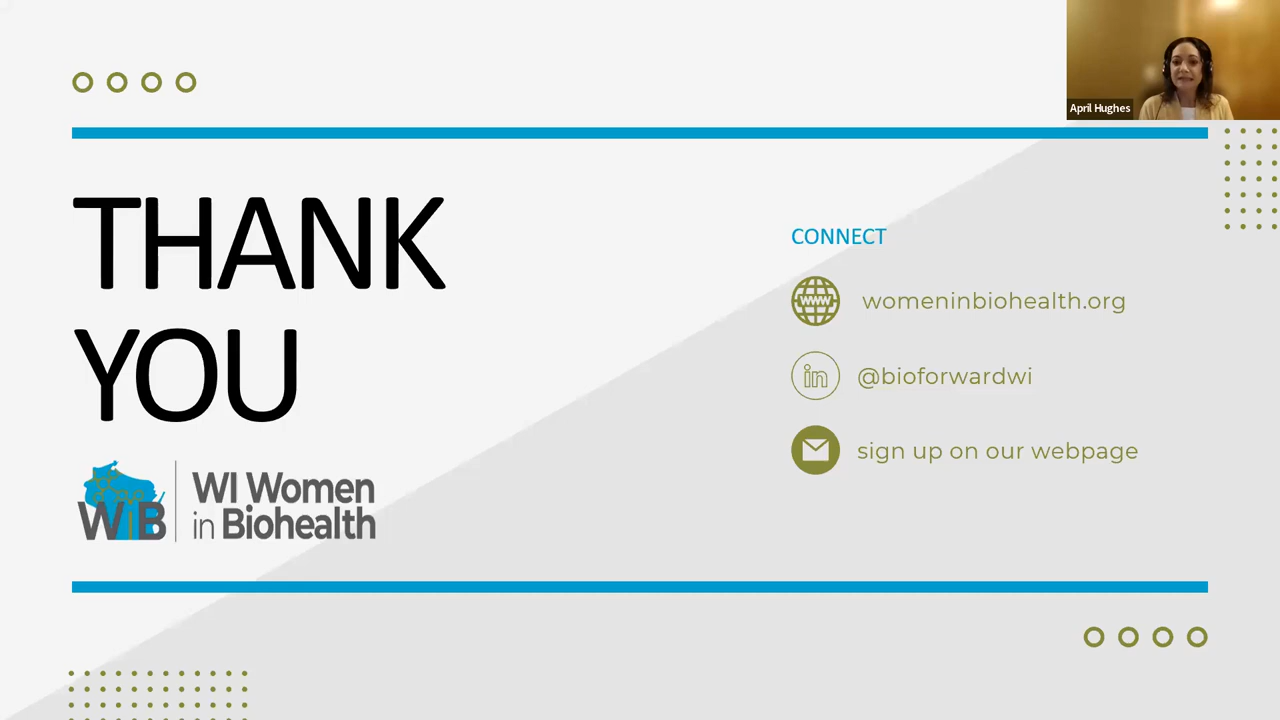 April Hughes
THANK
YOU
WiB
WI Women
in Biohealth
CONNECT
www
womeninbiohealth.org
in
@bioforwardwi
sign up on our webpage